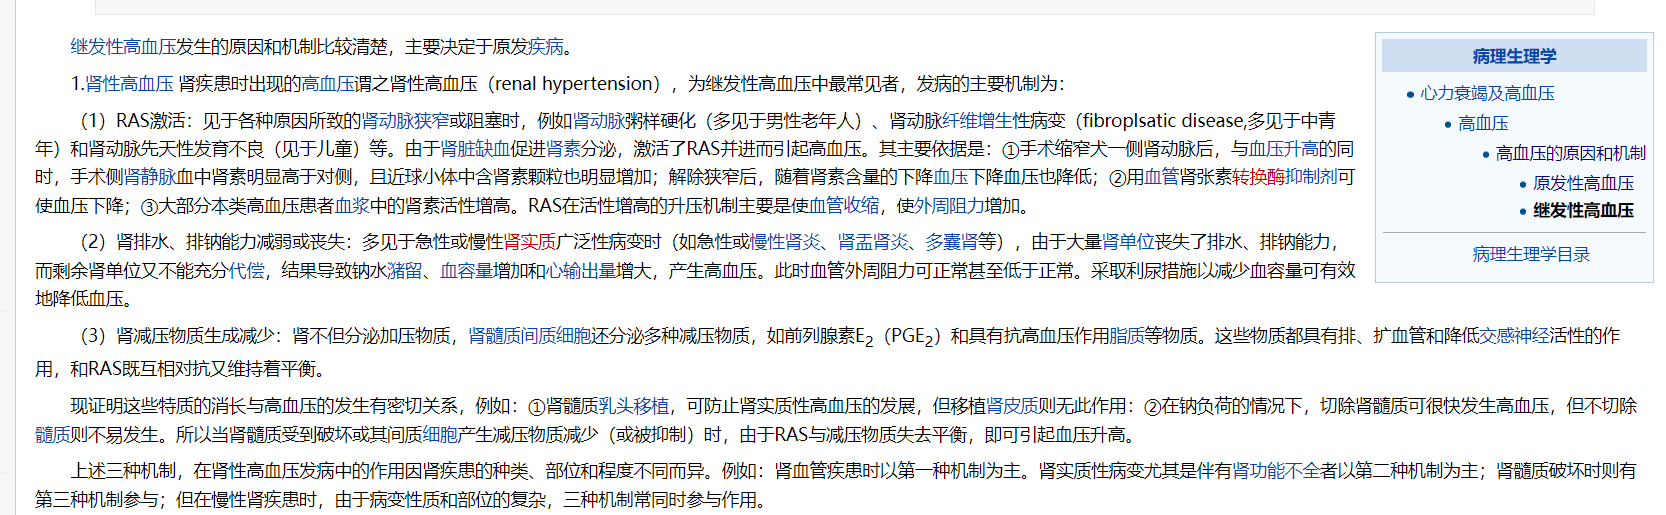 继发性高血压发生的原因和机制比较清楚，主要决定于原发疾病。
1.肾性高血压 肾疾患时出现的高血压谓之肾性高血压（renal hypertension），为继发性高血压中最常见者，发病的主要机制为：
（1）RAS激活：见于各种原因所致的肾动脉狭窄或阻塞时，例如肾动脉粥样硬化（多见于男性老年人）、肾动脉纤维增生性病变（fibroplsatic disease,多见于中青
年）和肾动脉先天性发育不良（见于儿童）等。由于肾脏缺血促进肾素分泌，激活了RAS并进而引起高血压。其主要依据是：①手术缩窄犬一侧肾动脉后，与血压升高的同
时，手术侧肾静脉血中肾素明显高于对侧，且近球小体中含肾素颗粒也明显增加；解除狭窄后，随着肾素含量的下降血压下降血压也降低；②用血管肾张素转换酶抑制剂可
使血压下降；③大部分本类高血压患者血浆中的肾素活性增高。RAS在活性增高的升压机制主要是使血管收缩，使外周阻力增加。
（2）肾排水、排钠能力减弱或丧失：多见于急性或慢性肾实质广泛性病变时（如急性或慢性肾炎、肾盂肾炎、多囊肾等），由于大量肾单位丧失了排水、排钠能力，
而剩余肾单位又不能充分代偿，结果导致钠水潴留、血容量增加和心输出量增大，产生高血压。此时血管外周阻力可正常甚至低于正常。采取利尿措施以减少血容量可有效
地降低血压。
（3）肾减压物质生成减少：肾不但分泌加压物质，肾髓质间质细胞还分泌多种减压物质，如前列腺素E2（PGE2）和具有抗高血压作用脂质等物质。这些物质都具有排、扩血管和降低交感神经活性的作
用，和RAS既互相对抗又维持着平衡。
现证明这些特质的消长与高血压的发生有密切关系，例如：①肾髓质乳头移植，可防止肾实质性高血压的发展，但移植肾皮质则无此作用：②在钠负荷的情况下，切除肾髓质可很快发生高血压，但不切除
髓质则不易发生。所以当肾髓质受到破坏或其间质细胞产生减压物质减少（或被抑制）时，由于RAS与减压物质失去平衡，即可引起血压升高。
上述三种机制，在肾性高血压发病中的作用因肾疾患的种类、部位和程度不同而异。例如：肾血管疾患时以第一种机制为主。肾实质性病变尤其是伴有肾功能不全者以第二种机制为主；肾髓质破坏时则有
第三种机制参与；但在慢性肾疾患时，由于病变性质和部位的复杂，三种机制常同时参与作用。
病理生理学
心力衰竭及高血压
高血压
高血压的原因和机制
原发性高血压
继发性高血压
病理生理学目录